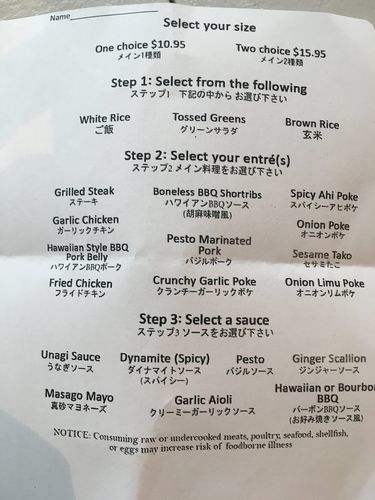 Name
Select your size
One choice $10.95 Two choice $15.95
メイン1種類 メイン2種類
Step 1: Select from the following
ステップ1 下記の中から お選び下さい
White Rice Tossed Greens Brown Rice
ご飯 グリーンサラダ 玄米
Step 2: Select your entré(s)
ステップ2 メイン料理をお選び下さい
Grilled Steak Boneless BBQ Shortribs Spicy Ahi Poke
ステーキ ハワイアンBBQソース スパイシーアヒポケ
(胡麻味噌風)
Garlic Chicken Onion Poke
ガーリックチキン オニオンポケ
Pesto Marinated
Pork
バジルポーク
Hawaiian Style BBQ
Pork Belly
ハワイアンBBQポーク
Sesame Tako
セサミたこ
Fried Chicken Crunchy Garlic Poke Onion Limu Poke
フライドチキン クランチーガーリックポケ オニオンリムポケ
Step 3: Select a sauce
ステップ3 ソースをお選び下さい
Unagi Sauce Dynamite (Spicy) Pesto Ginger Scallion
うなぎソース ダイナマイトソース バジルソース ジンジャーソース
(スパイシー)
Masago Mayo Garlic Aioli Hawaiian or Bourbo
BBQ
真砂マヨネーズ クリーミーガーリックソース バーボンBBQソース
(お好み焼きソース風)
NOTICE: Consuming raw or undercooked meats, poultry, seafood, shellfish,
or eggs may increase risk of foodborne illness